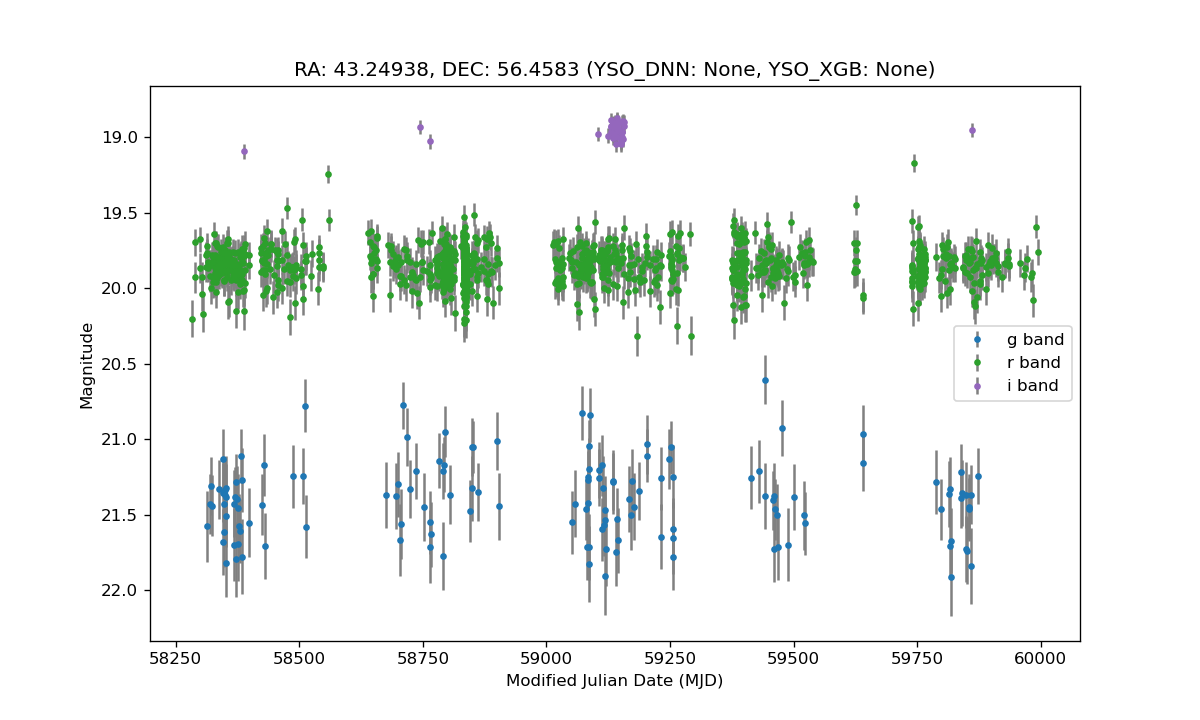 RA: 43.24938, DEC: 56.4583 (YSO_DNN: None, YSO_XGB: None)
Magnitude
19.0
19.5
20.0
20.5
21.0
21.5
22.0
g band
r band
i band
58250 58500 58750 59000 59250 59500 59750 60000
Modified Julian Date (MJD)